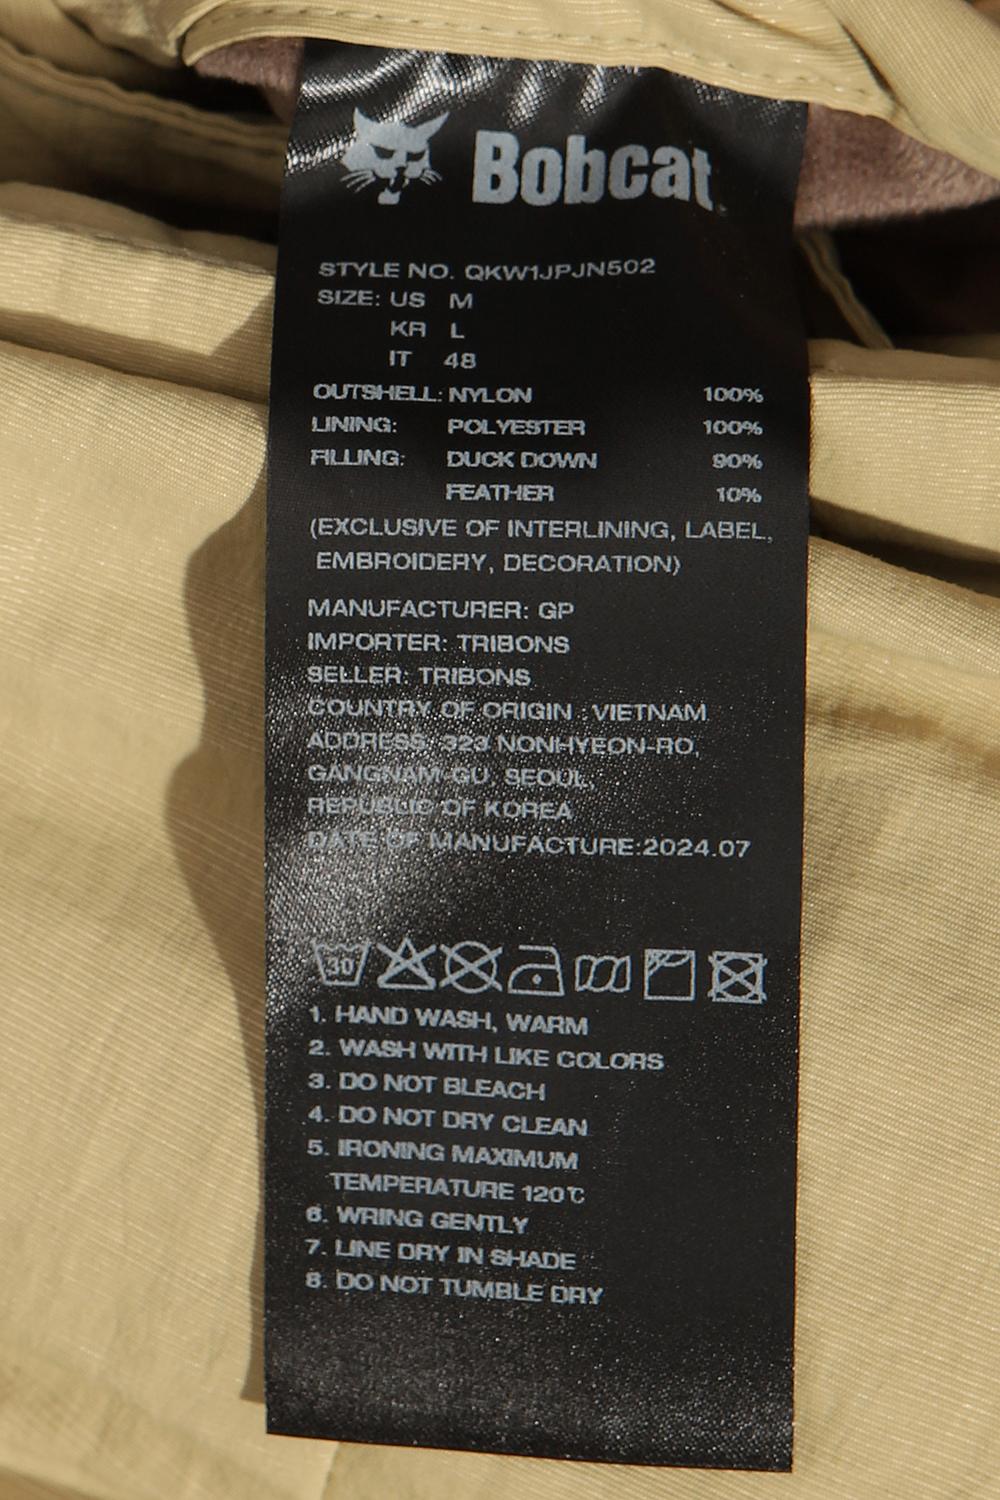 Bobcat
STYLE NO. QKW1JPJN502
SIZE: US M
KR L
IT 48
OUTSHELL: NYLON 100%
LINING: POLYESTER 100%
FILLING: DUCK DOWN 90%
FEATHER 10%
(EXCLUSIVE OF INTERLINING, LABEL,
EMBROIDERY, DECORATION)
MANUFACTURER: GP
IMPORTER: TRIBONS
SELLER: TRIBONS
COUNTRY OF ORIGIN : VIETNAM
ADDRESS: 323 NONHYEON-RO,
GANGNAM-GU, SEOUL,
REPUBLIC OF KOREA
DATE OF MANUFACTURE:2024.07
30
1. HAND WASH, WARM
2. WASH WITH LIKE COLORS
3. DO NOT BLEACH
4. DO NOT DRY CLEAN
5. IRONING MAXIMUM
TEMPERATURE 120℃
6. WRING GENTLY
7. LINE DRY IN SHADE
8. DO NOT TUMBLE DRY